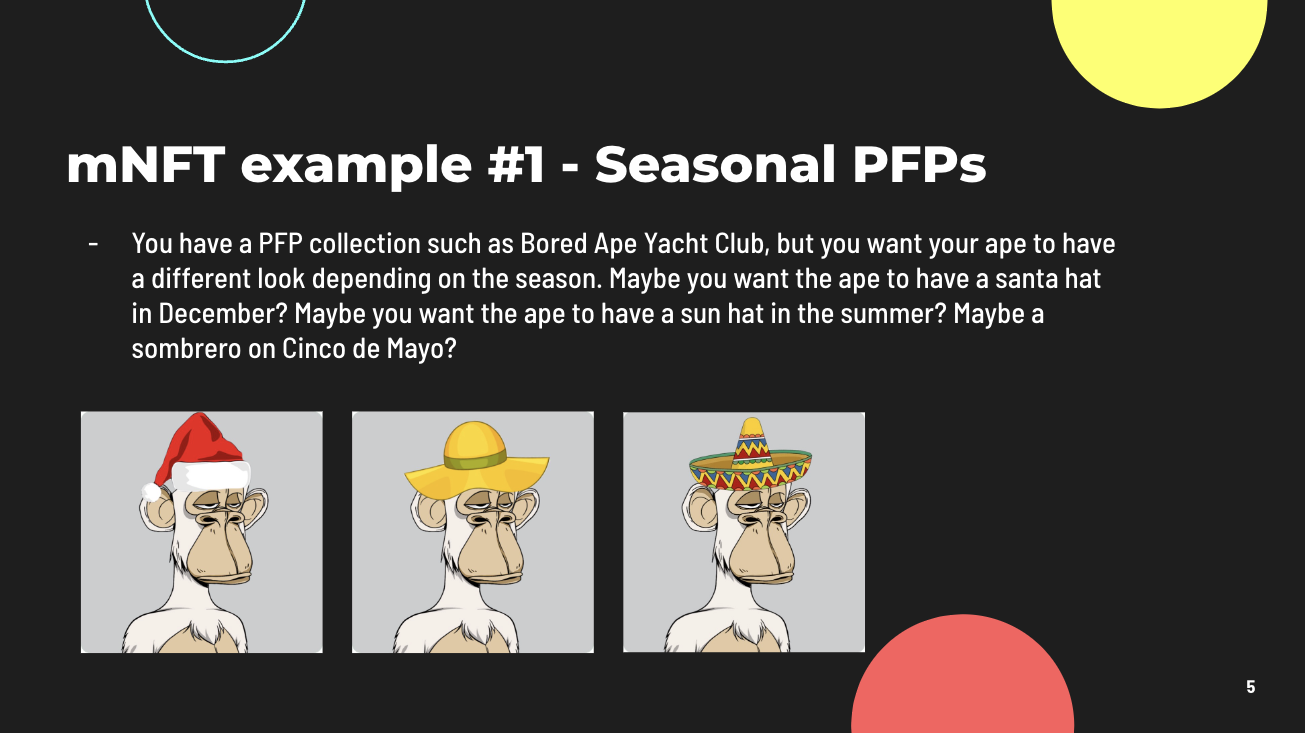 mNFT example #1 - Seasonal PFPs
- You have a PFP collection such as Bored Ape Yacht Club, but you want your ape to have
a different look depending on the season. Maybe you want the ape to have a santa hat
in December? Maybe you want the ape to have a sun hat in the summer? Maybe a
sombrero on Cinco de Mayo?
5